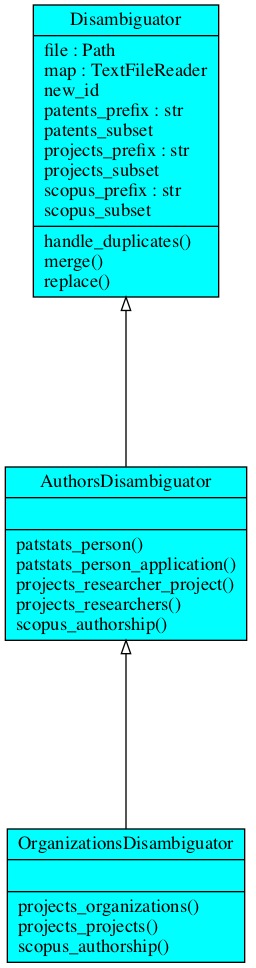 Disambiguator
file : Path
map : TextFileReader
new_id
patents_prefix : str
patents_subset
projects_prefix : str
projects_subset
scopus_prefix : str
scopus_subset
handle_duplicates()
merge()
replace()
AuthorsDisambiguator
patstats_person()
patstats_person_application()
projects_researcher_project()
projects_researchers()
scopus_authorship()
OrganizationsDisambiguator
projects_organizations()
projects_projects()
scopus_authorship()